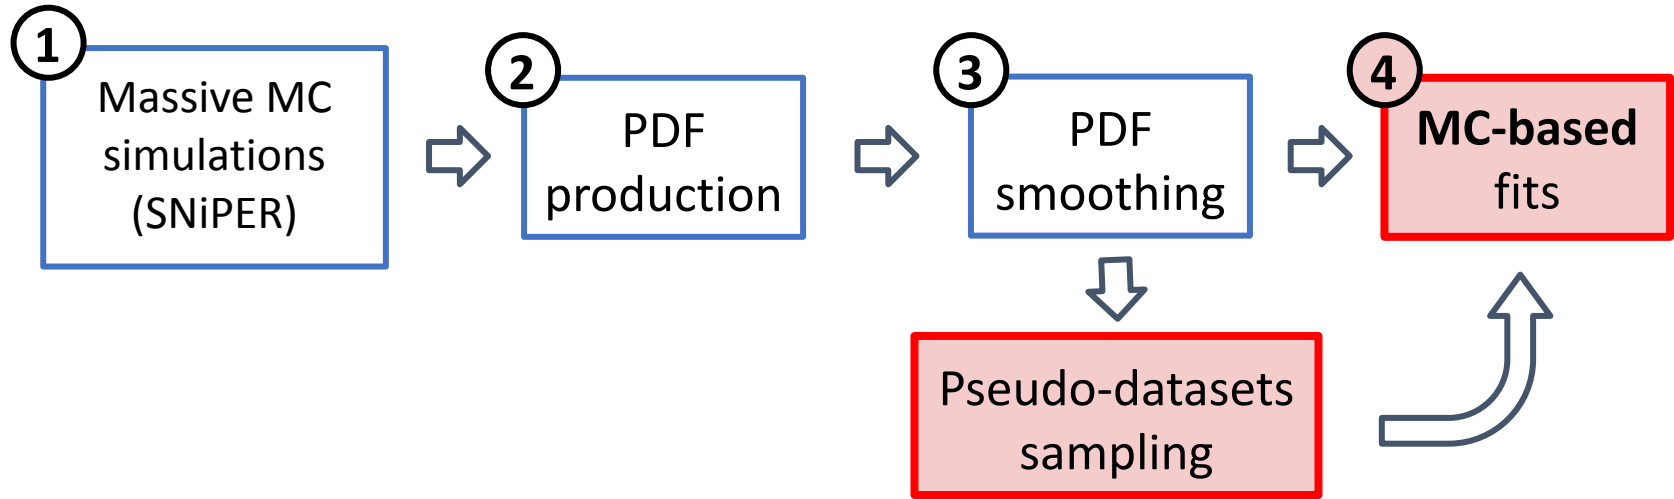 1
Massive MC
simulations
(SNiPER)
2
PDF
production
3
PDF
smoothing
4
MC-based
fits
Pseudo-datasets
sampling